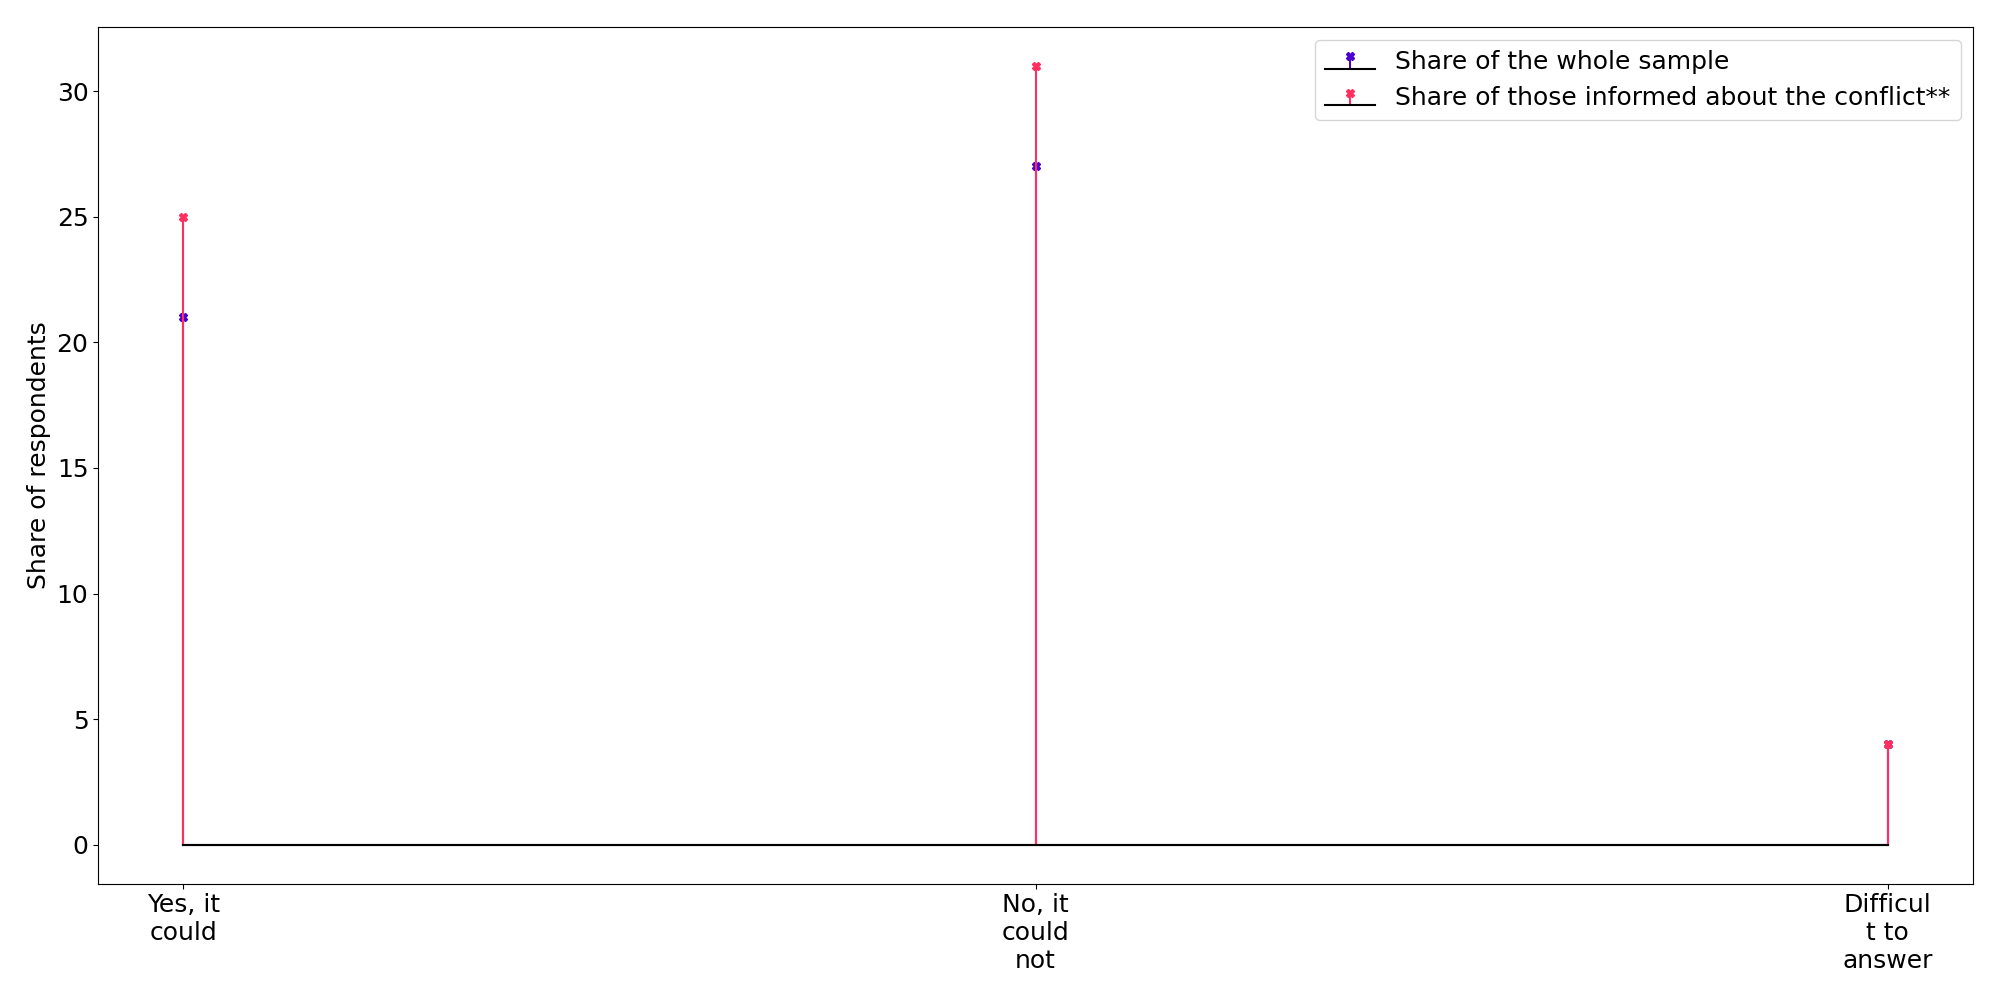 Share of the whole sample
Share of those informed about the conflict**
Share of respondents
30
25
20
15
10
5
0
Yes, it
could
No, it
could
not
Difficul
t to
answer